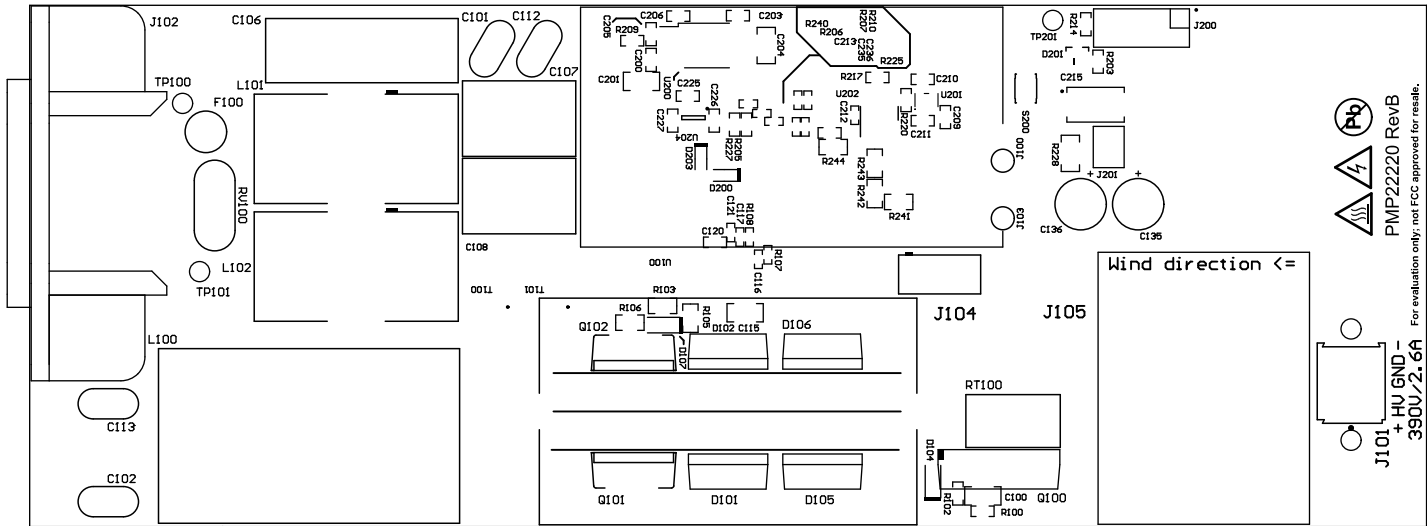 J102
C106
C101
C112
C206
C203
C205
R209
C204
R240
R206
R207
R210
C213
C235
C236
R225
TP201
R214
J200
D201
R203
TP100
L101
F100
C107
C200
C201
U200
C225
C226
C227
U204
R217
C210
U202
U201
C212
R220
C211
C209
S200
C215
Pb
R205
R227
D203
D200
R244
R243
R242
R241
J100
J103
R228
J201
+
+
C136
C135
RV100
L102
TP101
C108
C121
C117
R108
C120
R107
C116
U100
T100
T101
J104
J105
Wind direction <=
PMP22220 RevB
For evaluation only; not FCC approved for resale.
L100
R106
R103
R105
Q102
D107
D102
C115
D106
RT100
C113
C102
Q101
D101
D105
D104
R102
C100
R100
Q100
J101
+ HV GND -
390V/2.6A